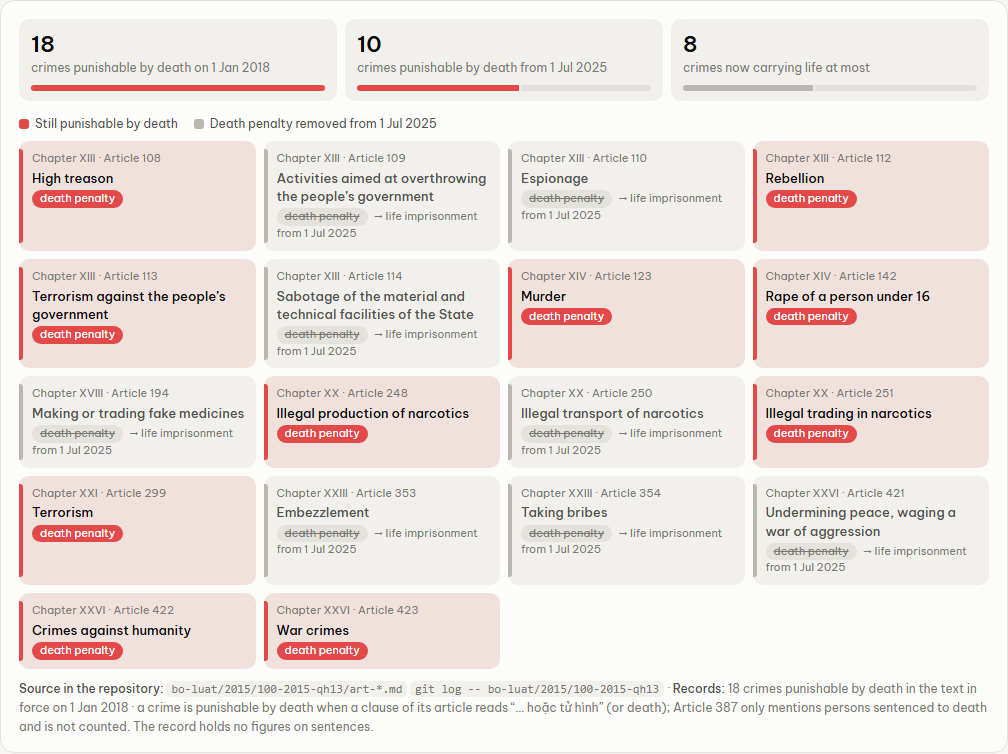 18
crimes punishable by death on 1 Jan 2018
10
crimes punishable by death from 1 Jul 2025
8
crimes now carrying life at most
Still punishable by death
Death penalty removed from 1 Jul 2025
Chapter XIII · Article 108
High treason
death penalty
Chapter XIII · Article 109
Activities aimed at overthrowing
the people's government
death penalty → life imprisonment
from 1 Jul 2025
Chapter XIII · Article 110
Espionage
death penalty → life imprisonment
from 1 Jul 2025
Chapter XIII · Article 112
Rebellion
death penalty
Chapter XIII · Article 113
Terrorism against the people's
government
death penalty
Chapter XIII · Article 114
Sabotage of the material and
technical facilities of the State
death penalty → life imprisonment
from 1 Jul 2025
Chapter XIV · Article 123
Murder
death penalty
Chapter XIV · Article 142
Rape of a person under 16
death penalty
Chapter XVIII · Article 194
Making or trading fake medicines
death penalty → life imprisonment
from 1 Jul 2025
Chapter XX · Article 248
Illegal production of narcotics
death penalty
Chapter XX · Article 250
Illegal transport of narcotics
death penalty → life imprisonment
from 1 Jul 2025
Chapter XX · Article 251
Illegal trading in narcotics
death penalty
Chapter XXI · Article 299
Terrorism
death penalty
Chapter XXIII · Article 353
Embezzlement
death penalty → life imprisonment
from 1 Jul 2025
Chapter XXIII · Article 354
Taking bribes
death penalty → life imprisonment
from 1 Jul 2025
Chapter XXVI · Article 421
Undermining peace, waging a
war of aggression
death penalty → life imprisonment
from 1 Jul 2025
Chapter XXVI · Article 422
Crimes against humanity
death penalty
Chapter XXVI · Article 423
War crimes
death penalty
Source in the repository: bo-luat/2015/100-2015-qh13/art-*.md git log -- bo-luat/2015/100-2015-qh13 · Records: 18 crimes punishable by death in the text in
force on 1 Jan 2018 · a crime is punishable by death when a clause of its article reads “… hoặc tử hình” (or death); Article 387 only mentions persons sentenced to death
and is not counted. The record holds no figures on sentences.